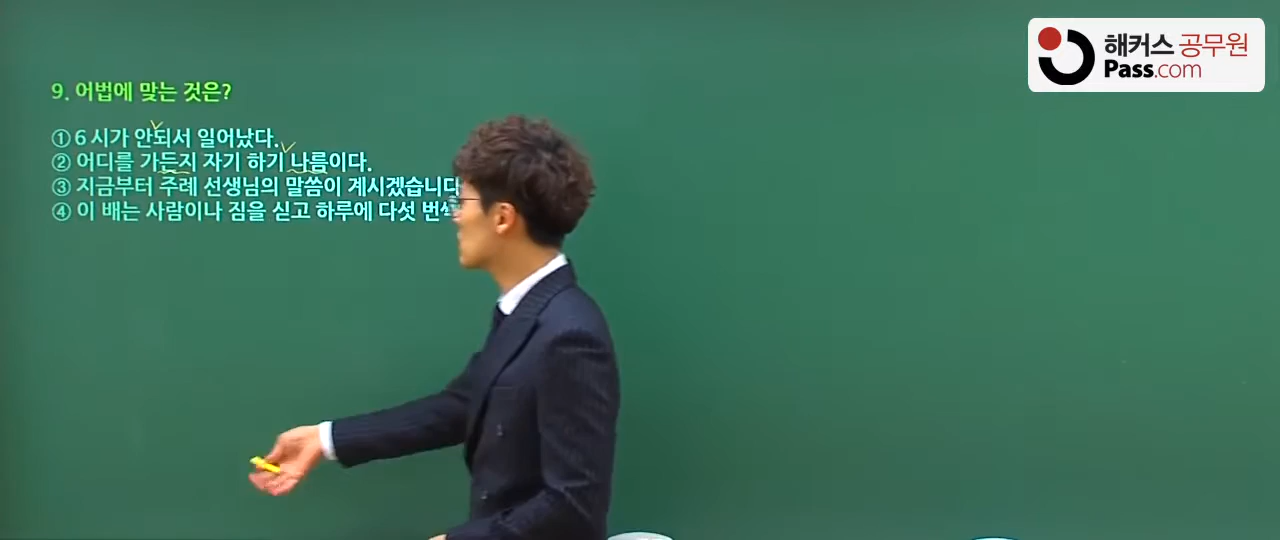 해커스 공무원
Pass.com
9. 어법에 맞는 것은?
① 6 시가 안되서 일어났다.
② 어디를 가든지 자기 하기 나름이다.
③ 지금부터 주례 선생님의 말씀이 계시겠습니다
④ 이 배는 사람이나 짐을 싣고 하루에 다섯